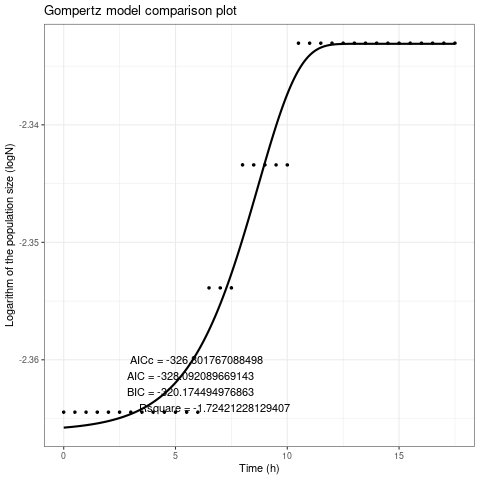 Gompertz model comparison plot
Logarithm of the population size (logN)
-2.34
-2.35
-2.36
AICc = -326.801767088498
AIC = -328.092089669143
BIC = -320.174494976863
Rsquare = -1.72421228129407
0 5 10 15
Time (h)